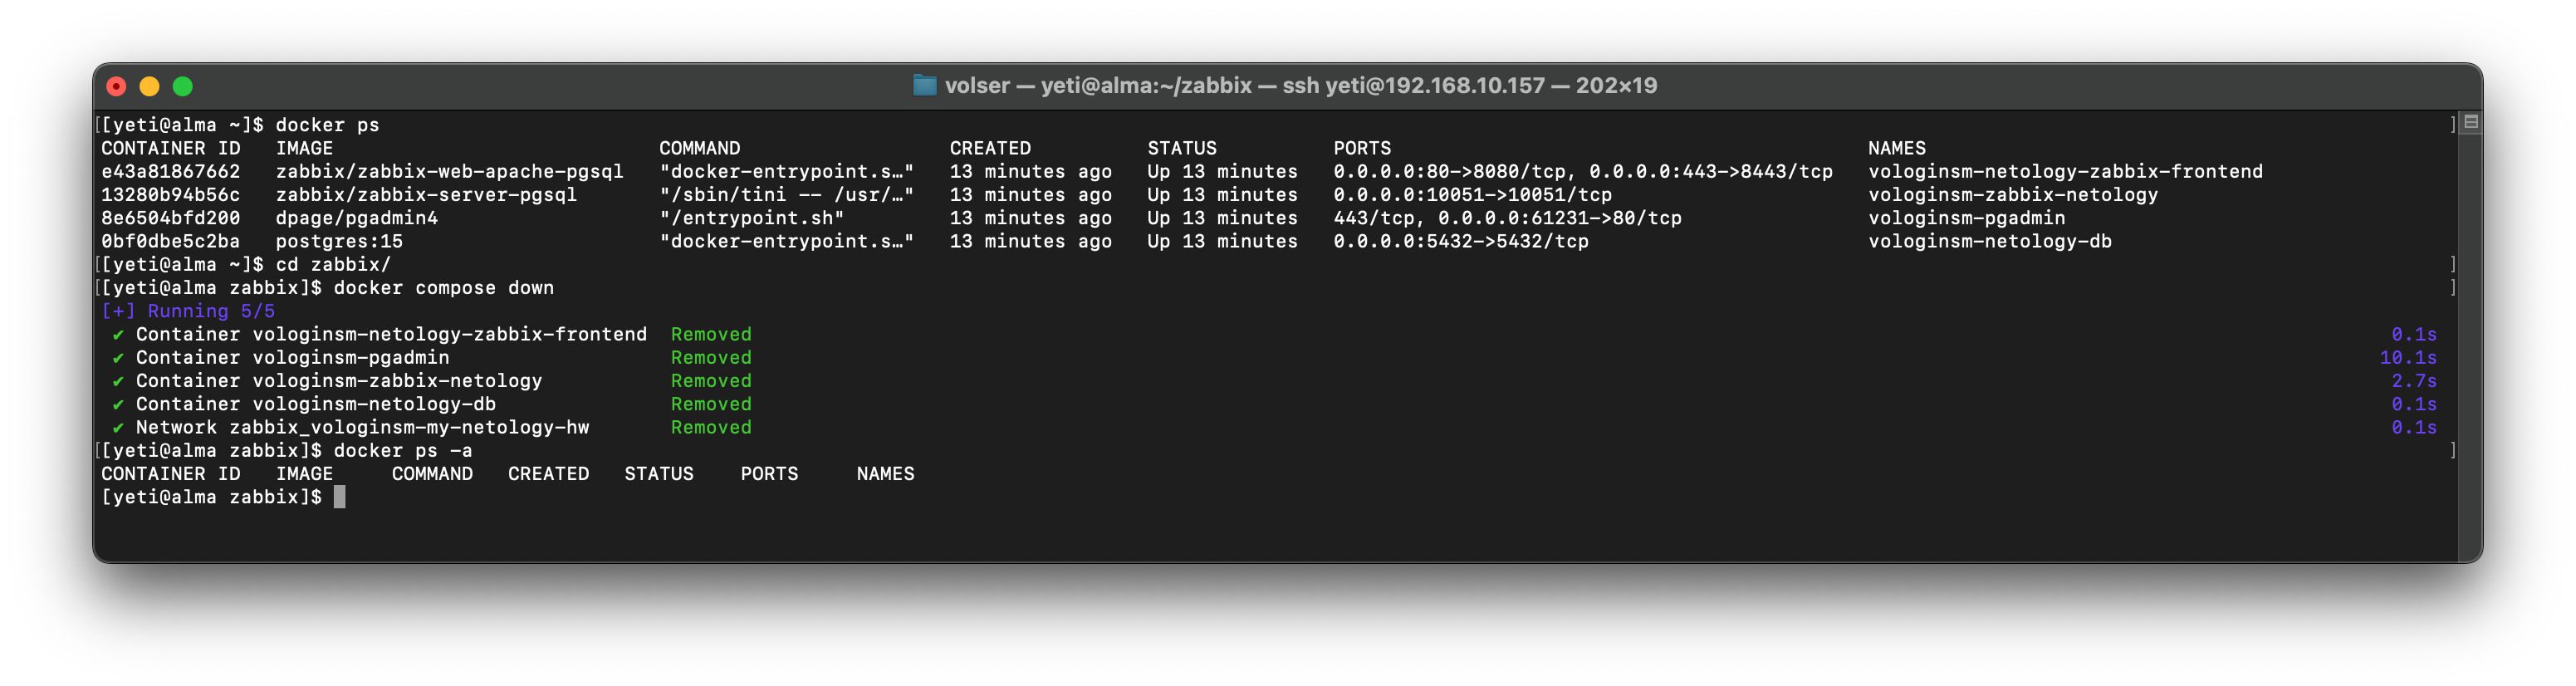 volser — yeti@alma:~/zabbix — ssh yeti@192.168.10.157 — 202×19
[[yeti@alma ~]$ docker ps ]
CONTAINER ID   IMAGE                             COMMAND                  CREATED          STATUS          PORTS                                         NAMES
e43a81867662   zabbix/zabbix-web-apache-pgsql    "docker-entrypoint.s…"   13 minutes ago   Up 13 minutes   0.0.0.0:80->8080/tcp, 0.0.0.0:443->8443/tcp   vologinsm-netology-zabbix-frontend
13280b94b56c   zabbix/zabbix-server-pgsql        "/sbin/tini -- /usr/…"   13 minutes ago   Up 13 minutes   0.0.0.0:10051->10051/tcp                      vologinsm-zabbix-netology
8e6504bfd200   dpage/pgadmin4                    "/entrypoint.sh"         13 minutes ago   Up 13 minutes   443/tcp, 0.0.0.0:61231->80/tcp                vologinsm-pgadmin
0bf0dbe5c2ba   postgres:15                       "docker-entrypoint.s…"   13 minutes ago   Up 13 minutes   0.0.0.0:5432->5432/tcp                        vologinsm-netology-db
[[yeti@alma ~]$ cd zabbix/ ]
[[yeti@alma zabbix]$ docker compose down ]
[+] Running 5/5
 ✔ Container vologinsm-netology-zabbix-frontend  Removed 0.1s
 ✔ Container vologinsm-pgadmin                   Removed 10.1s
 ✔ Container vologinsm-zabbix-netology           Removed 2.7s
 ✔ Container vologinsm-netology-db               Removed 0.1s
 ✔ Network zabbix_vologinsm-my-netology-hw       Removed 0.1s
[[yeti@alma zabbix]$ docker ps -a ]
CONTAINER ID   IMAGE     COMMAND   CREATED   STATUS    PORTS     NAMES
[yeti@alma zabbix]$